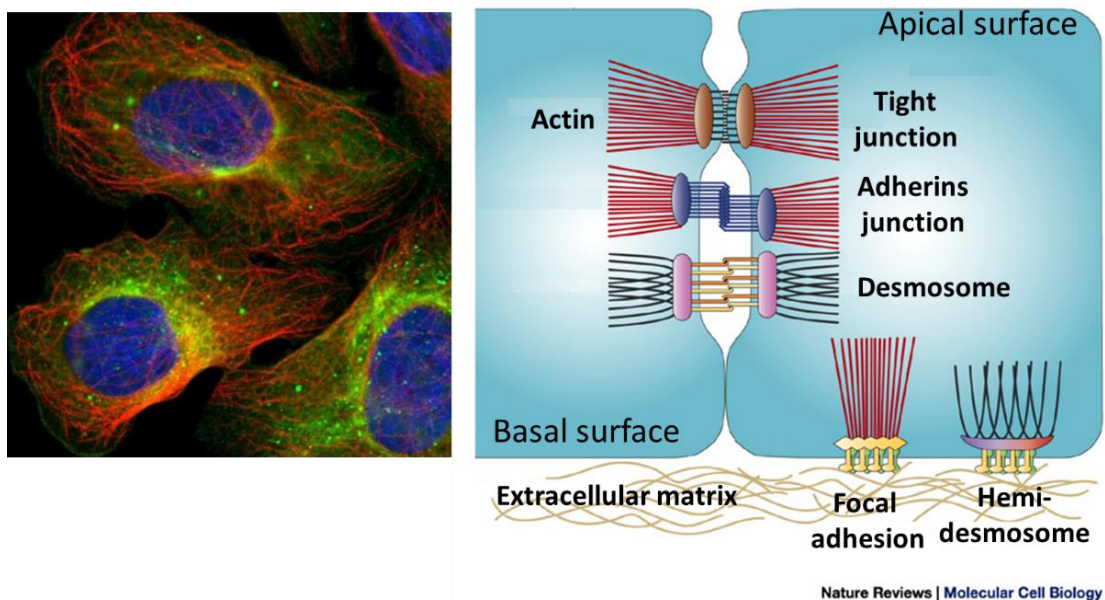 Apical surface
Actin
Tight
junction
Adherins
junction
Desmosome
Basal surface
Extracellular matrix
Focal
adhesion
Hemi-
desmosome
Nature Reviews | Molecular Cell Biology